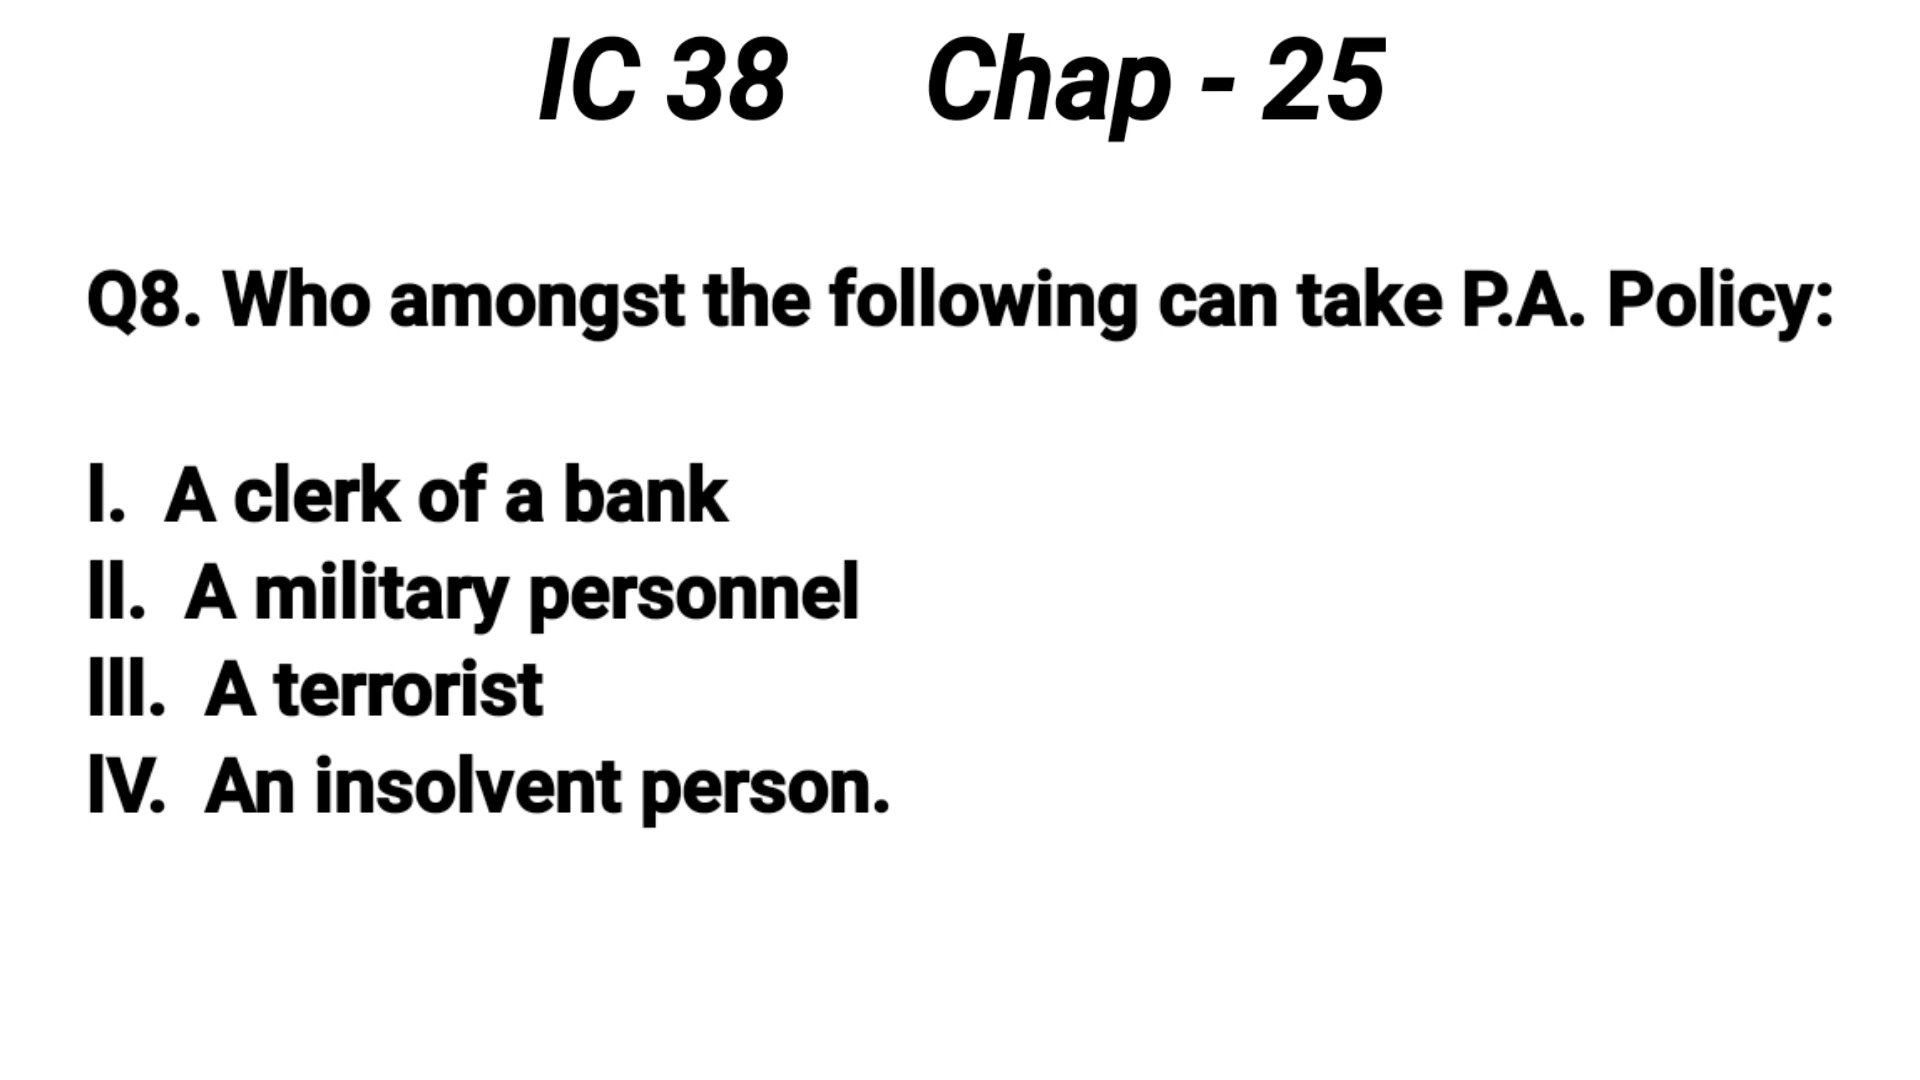 IC 38 Chap - 25
Q8. Who amongst the following can take P.A. Policy:
I. A clerk of a bank
II. A military personnel
III. A terrorist
IV. An insolvent person.